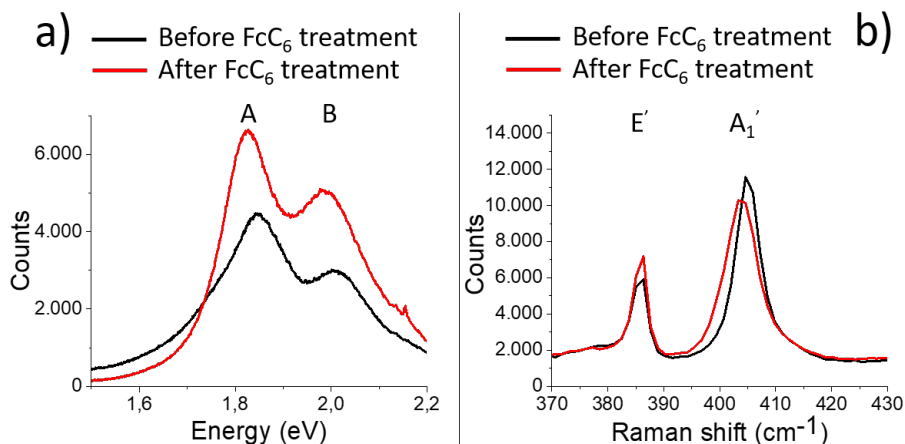 a)
Before FcC₆ treatment
After FcC₆ treatment
A B
6.000
4.000
2.000
0
Counts
1,6 1,8 2,0 2,2
Energy (eV)
b)
Before FcC₆ treatment
After FcC₆ treatment
E′ A₁′
14.000
12.000
10.000
8.000
6.000
4.000
2.000
0
Counts
370 380 390 400 410 420 430
Raman shift (cm⁻¹)